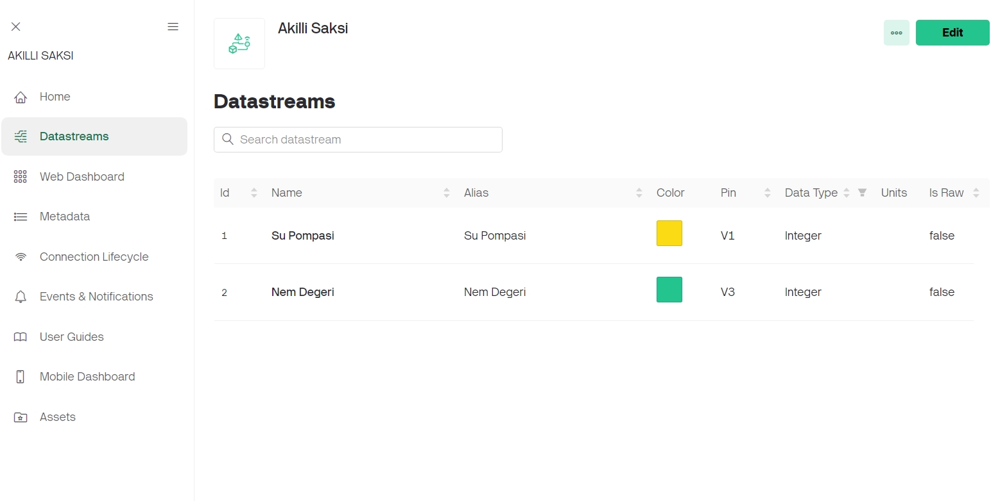 AKILLI SAKSI
Home
Datastreams
Web Dashboard
Metadata
Connection Lifecycle
Events & Notifications
User Guides
Mobile Dashboard
Assets
Akilli Saksi
Edit
Datastreams
Search datastream
Id Name Alias Color Pin Data Type Units Is Raw
1 Su Pompasi Su Pompasi V1 Integer false
2 Nem Degeri Nem Degeri V3 Integer false